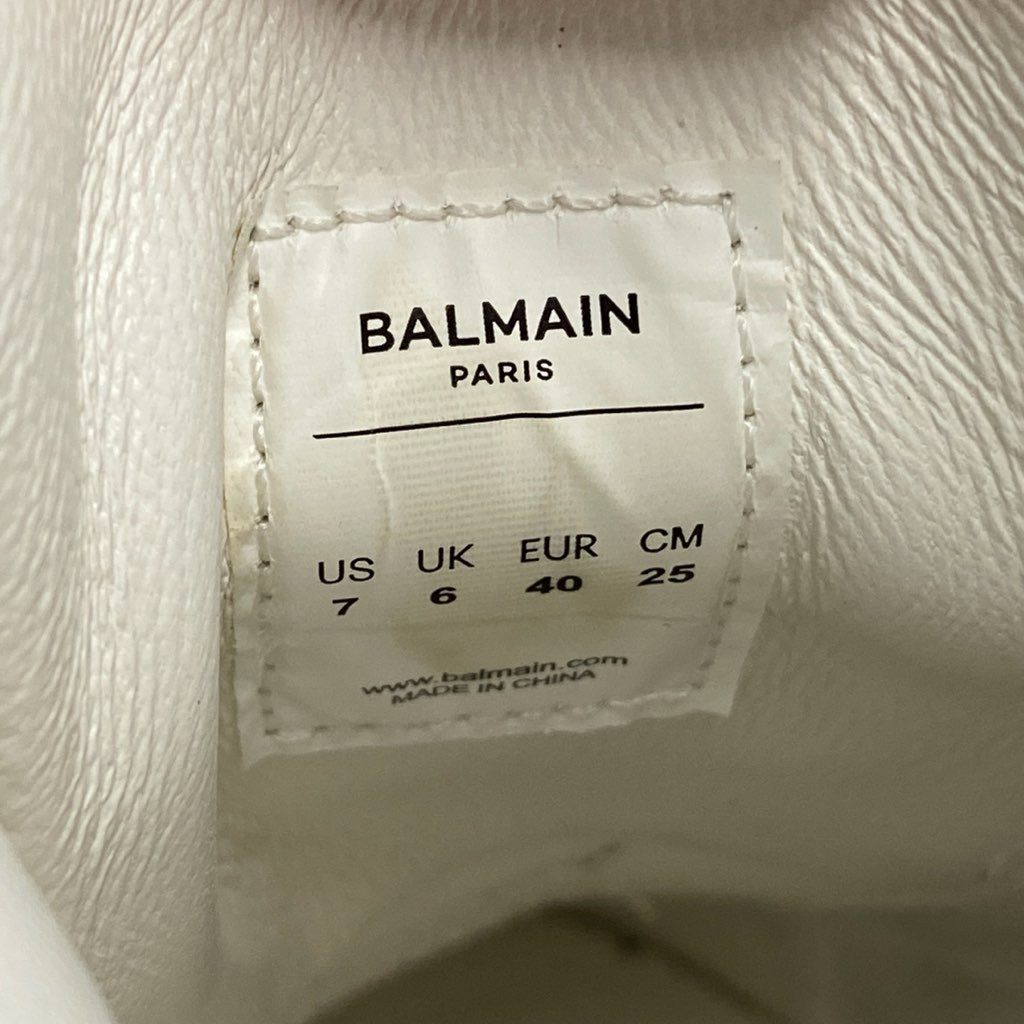 BALMAIN
PARIS
US UK EUR CM
7 6 40 25
www.balmain.com
MADE IN CHINA